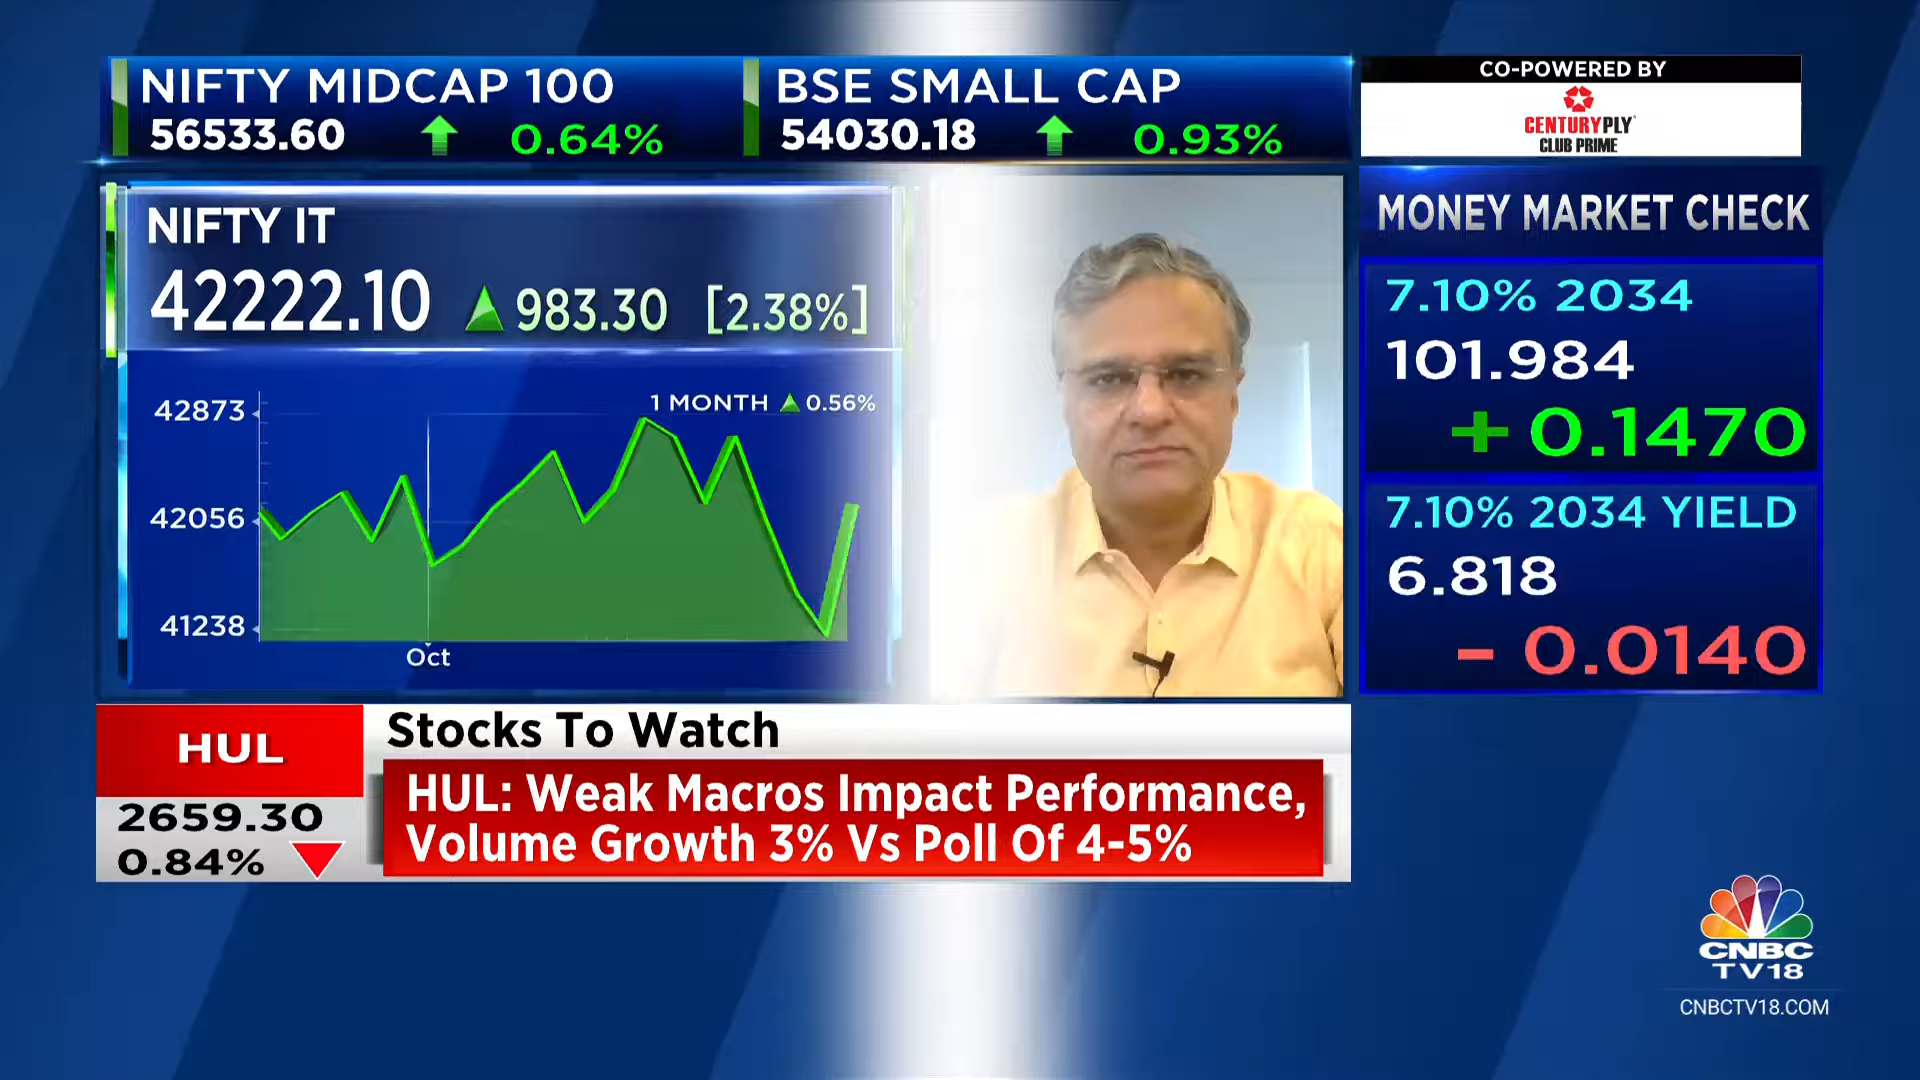 NIFTY MIDCAP 100
56533.60 0.64%
BSE SMALL CAP
54030.18 0.93%
CO-POWERED BY
CENTURYPLY
CLUB PRIME
NIFTY IT
42222.10 983.30 [2.38%]
1 MONTH 0.56%
42873
42056
41238
Oct
MONEY MARKET CHECK
7.10% 2034
101.984
+ 0.1470
7.10% 2034 YIELD
6.818
- 0.0140
HUL
2659.30
0.84%
Stocks To Watch
HUL: Weak Macros Impact Performance,
Volume Growth 3% Vs Poll Of 4-5%
CNBC
TV18
CNBCTV18.COM